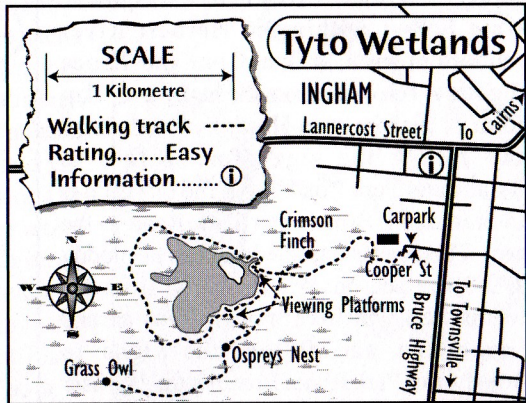 Tyto Wetlands
SCALE
1 Kilometre
Walking track -----
Rating.........Easy
Information........ i
INGHAM
Lannercost Street
To Cairns
i
Crimson
Finch
Carpark
Cooper St
Viewing Platforms
Ospreys Nest
Grass Owl
Bruce Highway
To Townsville
N
W
E
S